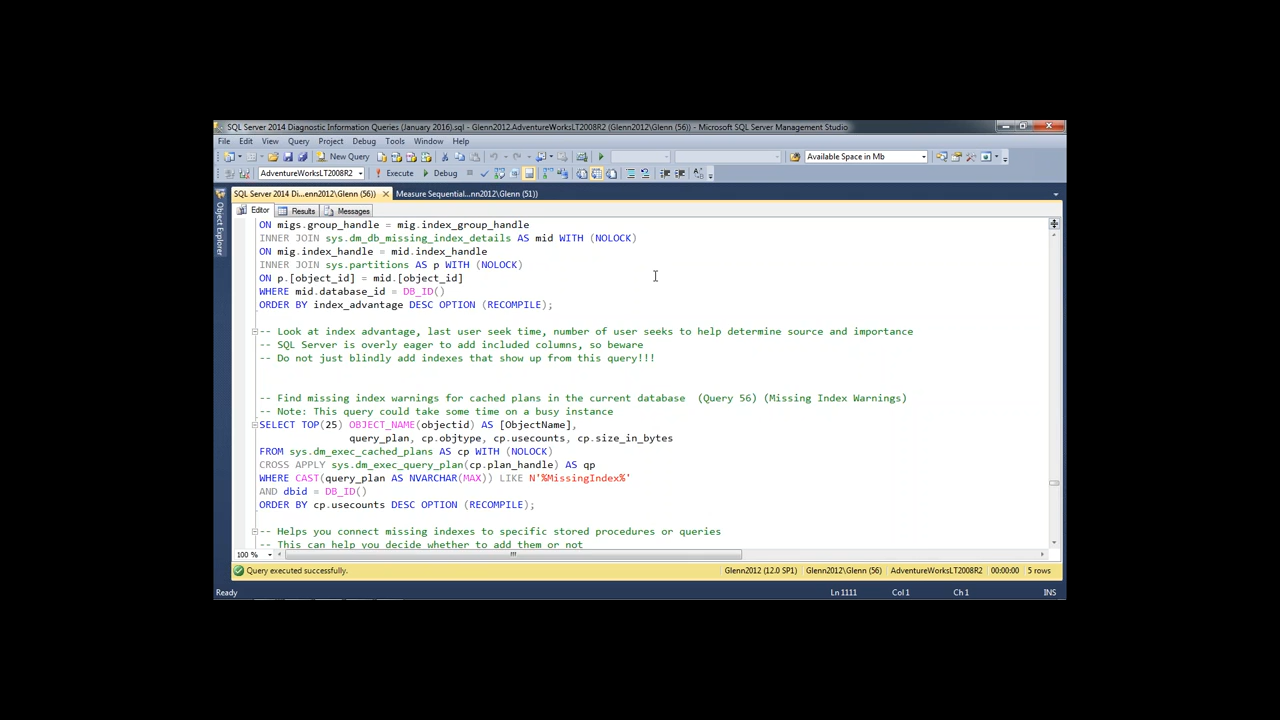 SQL Server 2014 Diagnostic Information Queries (January 2016).sql - Glenn2012.AdventureWorksLT2008R2 (Glenn2012\Glenn (56)) - Microsoft SQL Server Management Studio
File Edit View Query Project Debug Tools Window Help
New Query Available Space in Mb
AdventureWorksLT2008R2 Execute Debug
SQL Server 2014 Di...enn2012\Glenn (56)) Measure Sequential...nn2012\Glenn (51))
Object Explorer
Editor Results Messages
ON migs.group_handle = mig.index_group_handle
INNER JOIN sys.dm_db_missing_index_details AS mid WITH (NOLOCK)
ON mig.index_handle = mid.index_handle
INNER JOIN sys.partitions AS p WITH (NOLOCK)
ON p.[object_id] = mid.[object_id]
WHERE mid.database_id = DB_ID()
ORDER BY index_advantage DESC OPTION (RECOMPILE);
-- Look at index advantage, last user seek time, number of user seeks to help determine source and importance
-- SQL Server is overly eager to add included columns, so beware
-- Do not just blindly add indexes that show up from this query!!!
-- Find missing index warnings for cached plans in the current database  (Query 56) (Missing Index Warnings)
-- Note: This query could take some time on a busy instance
SELECT TOP(25) OBJECT_NAME(objectid) AS [ObjectName],
query_plan, cp.objtype, cp.usecounts, cp.size_in_bytes
FROM sys.dm_exec_cached_plans AS cp WITH (NOLOCK)
CROSS APPLY sys.dm_exec_query_plan(cp.plan_handle) AS qp
WHERE CAST(query_plan AS NVARCHAR(MAX)) LIKE N'%MissingIndex%'
AND dbid = DB_ID()
ORDER BY cp.usecounts DESC OPTION (RECOMPILE);
-- Helps you connect missing indexes to specific stored procedures or queries
-- This can help you decide whether to add them or not
100 %
Query executed successfully. Glenn2012 (12.0 SP1) Glenn2012\Glenn (56) AdventureWorksLT2008R2 00:00:00 5 rows
Ready Ln 1111 Col 1 Ch 1 INS